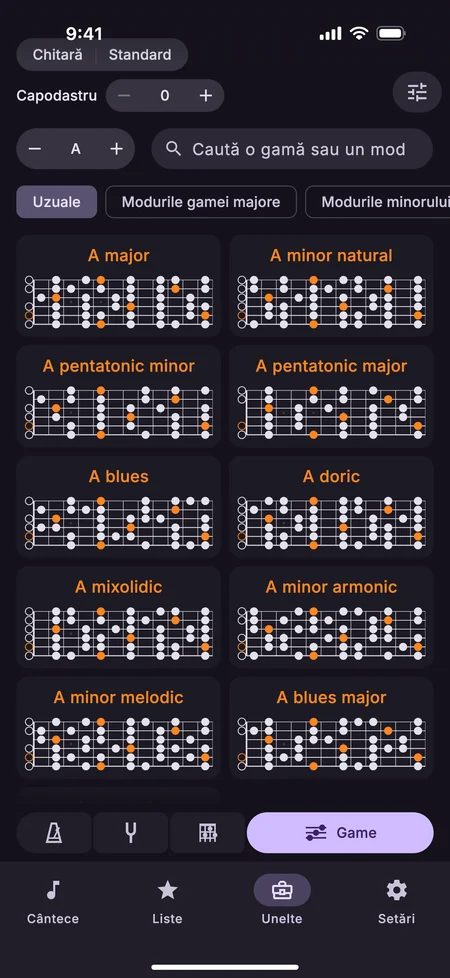 9:41
Chitară Standard
Capodastru 0
A Caută o gamă sau un mod
Uzuale Modurile gamei majore Modurile minorului
A major A minor natural
A pentatonic minor A pentatonic major
A blues A doric
A mixolidic A minor armonic
A minor melodic A blues major
Game
Cântece Liste Unelte Setări